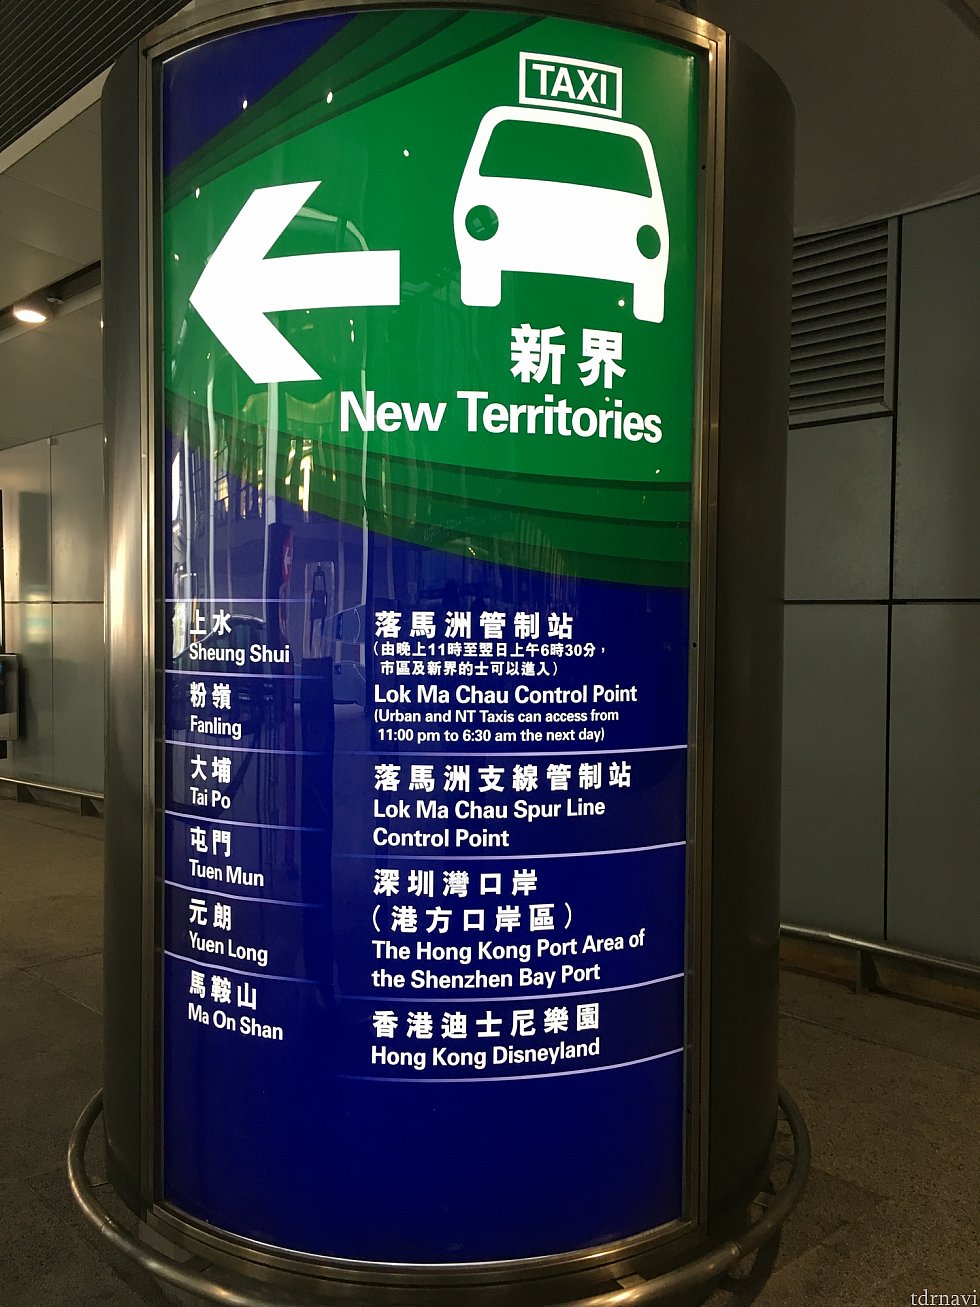 TAXI
新界
New Territories
上水
Sheung Shui
粉嶺
Fanling
大埔
Tai Po
屯門
Tuen Mun
元朗
Yuen Long
馬鞍山
Ma On Shan
落馬洲管制站
(由晚上11時至翌日上午6時30分，
市區及新界的士可以進入)
Lok Ma Chau Control Point
(Urban and NT Taxis can access from
11:00 pm to 6:30 am the next day)
落馬洲支線管制站
Lok Ma Chau Spur Line
Control Point
深圳灣口岸
(港方口岸區)
The Hong Kong Port Area of
the Shenzhen Bay Port
香港迪士尼樂園
Hong Kong Disneyland
tdrnavi